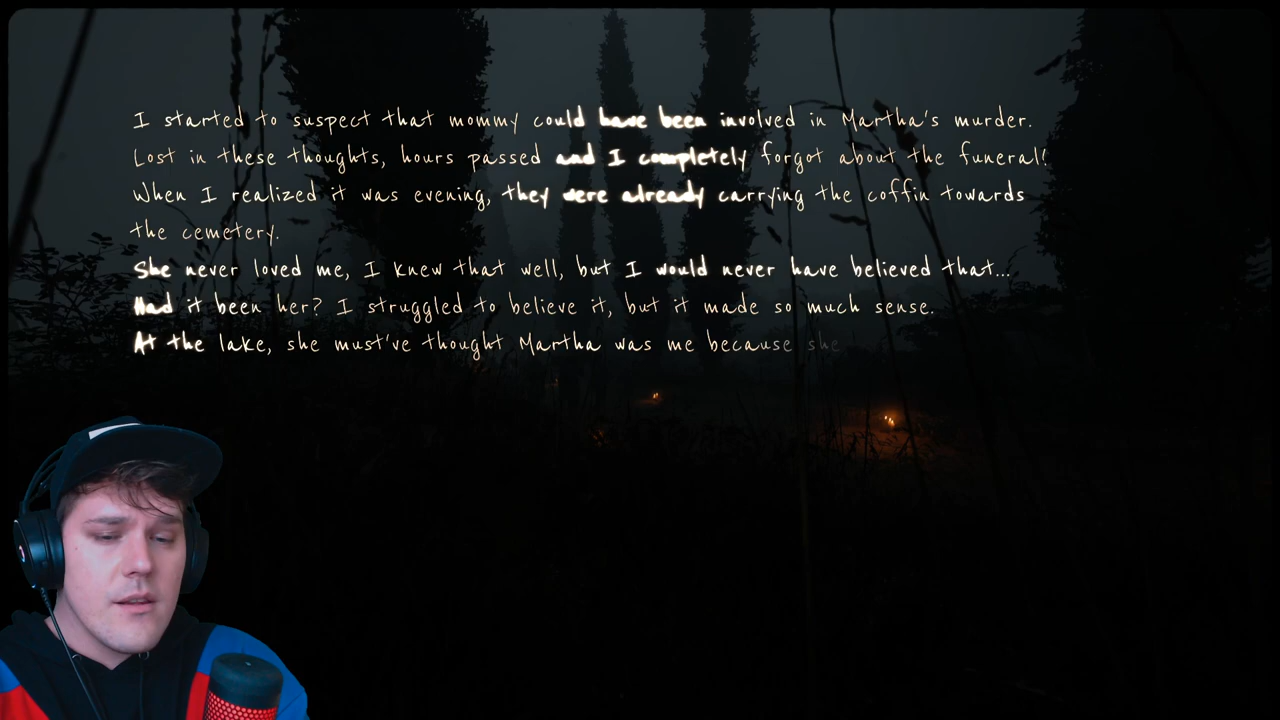 I started to suspect that mommy could have been involved in Martha's murder.
Lost in these thoughts, hours passed and I completely forgot about the funeral!
When I realized it was evening, they were already carrying the coffin towards
the cemetery.
She never loved me, I knew that well, but I would never have believed that...
Had it been her? I struggled to believe it, but it made so much sense.
At the lake, she must've thought Martha was me because she